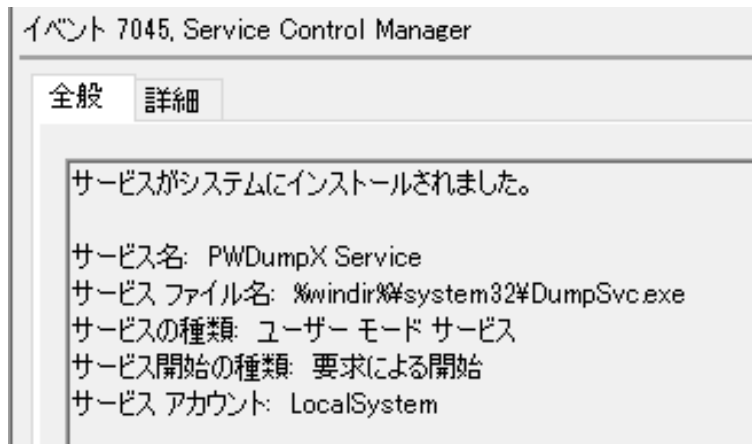 イベント 7045, Service Control Manager
全般 詳細
サービスがシステムにインストールされました。
サービス名: PWDumpX Service
サービス ファイル名: %windir%¥system32¥DumpSvc.exe
サービスの種類: ユーザー モード サービス
サービス開始の種類: 要求による開始
サービス アカウント: LocalSystem